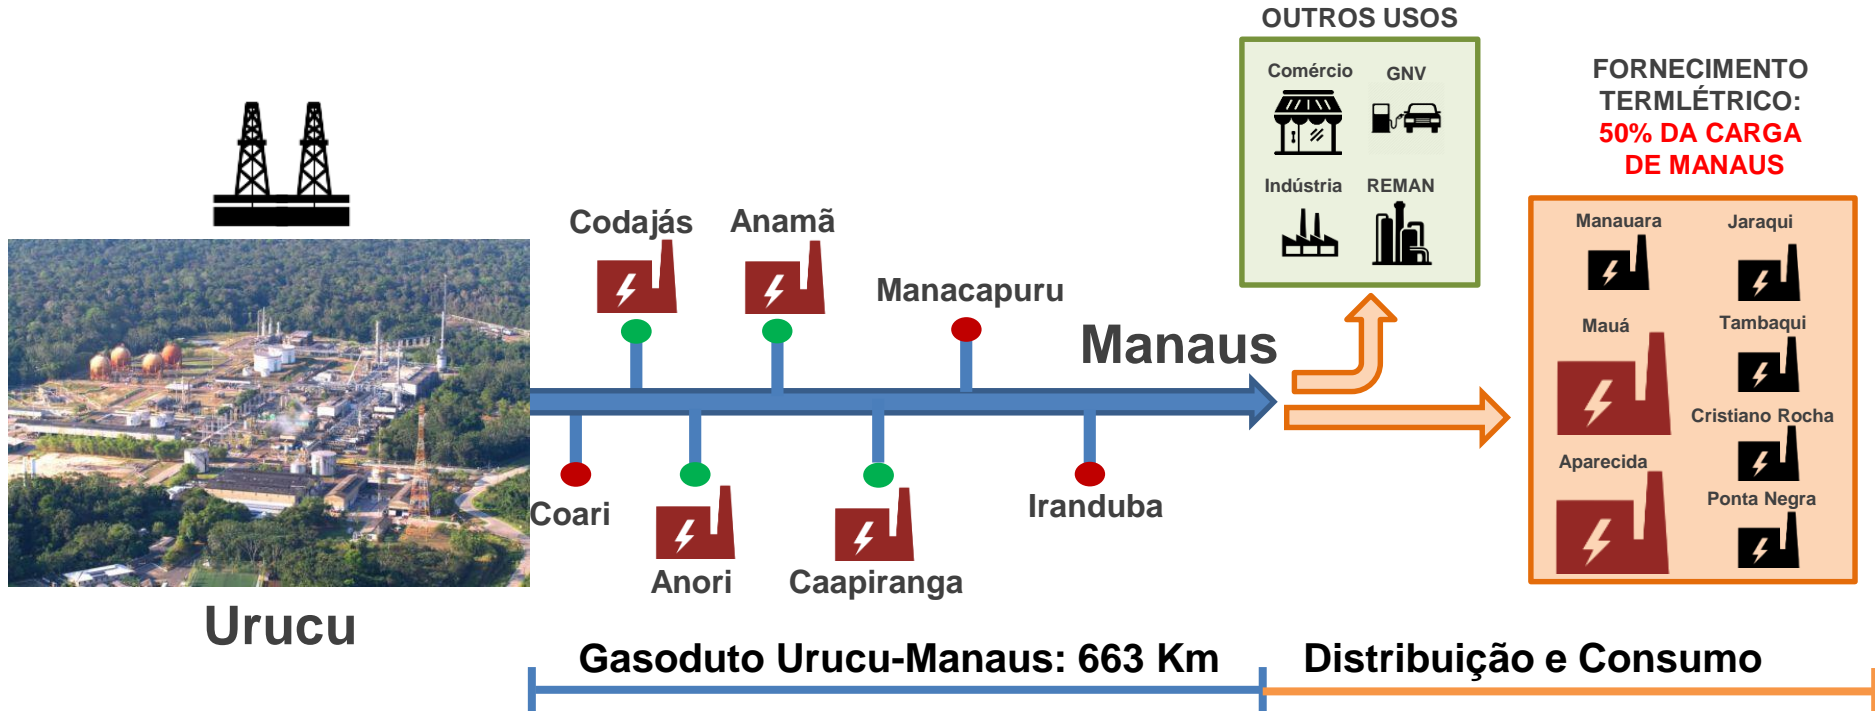 OUTROS USOS
Comércio
GNV
Indústria
REMAN
FORNECIMENTO
TERMLÉTRICO:
50% DA CARGA
DE MANAUS
Manauara
Jaraqui
Mauá
Tambaqui
Cristiano Rocha
Aparecida
Ponta Negra
Codajás
Anamã
Manacapuru
Manaus
Coari
Anori
Caapiranga
Iranduba
Urucu
Gasoduto Urucu-Manaus: 663 Km
Distribuição e Consumo